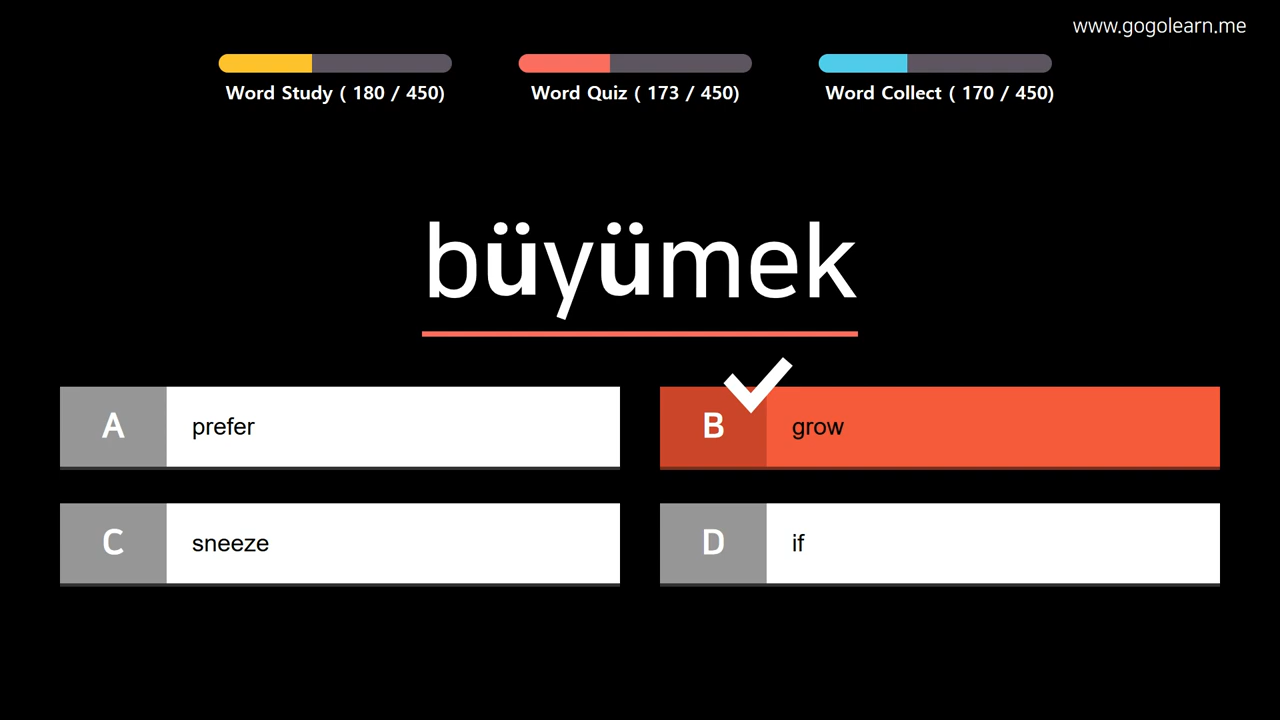 www.gogolearn.me
Word Study ( 180 / 450)
Word Quiz ( 173 / 450)
Word Collect ( 170 / 450)
büyümek
A prefer
B grow
C sneeze
D if